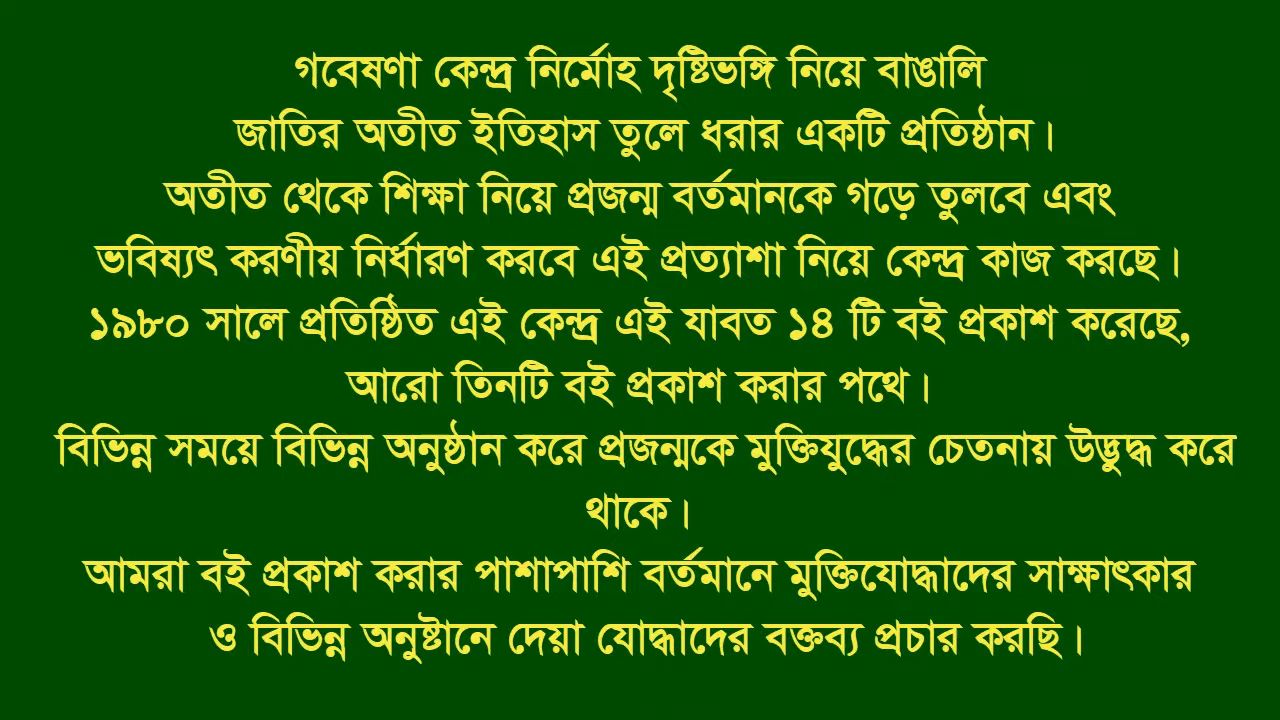 গবেষণা কেন্দ্র নির্মোহ দৃষ্টিভঙ্গি নিয়ে বাঙালি
জাতির অতীত ইতিহাস তুলে ধরার একটি প্রতিষ্ঠান।
অতীত থেকে শিক্ষা নিয়ে প্রজন্ম বর্তমানকে গড়ে তুলবে এবং
ভবিষ্যৎ করণীয় নির্ধারণ করবে এই প্রত্যাশা নিয়ে কেন্দ্র কাজ করছে।
১৯৮০ সালে প্রতিষ্ঠিত এই কেন্দ্র এই যাবত ১৪ টি বই প্রকাশ করেছে,
আরো তিনটি বই প্রকাশ করার পথে।
বিভিন্ন সময়ে বিভিন্ন অনুষ্ঠান করে প্রজন্মকে মুক্তিযুদ্ধের চেতনায় উদ্ভুদ্ধ করে
থাকে।
আমরা বই প্রকাশ করার পাশাপাশি বর্তমানে মুক্তিযোদ্ধাদের সাক্ষাৎকার
ও বিভিন্ন অনুষ্টানে দেয়া যোদ্ধাদের বক্তব্য প্রচার করছি।